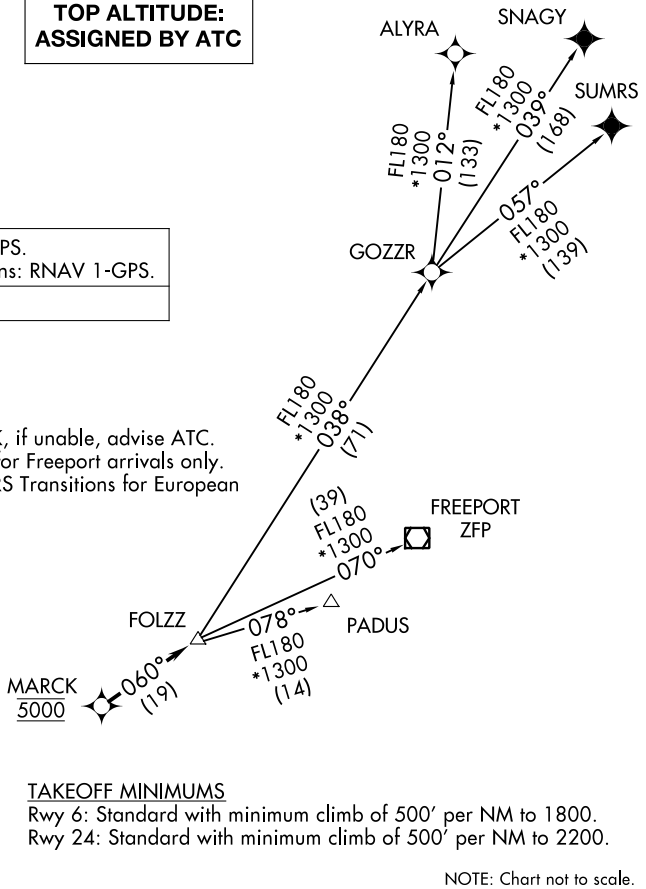 TOP ALTITUDE:
ASSIGNED BY ATC
ALYRA
SNAGY
SUMRS
FL180
*1300
012°
(133)
FL180
*1300
039°
(168)
057°
FL180
*1300
(139)
PS.
ns: RNAV 1-GPS.
GOZZR
FL180
*1300
038°
(71)
K, if unable, advise ATC.
or Freeport arrivals only.
RS Transitions for European
(39)
FL180
*1300
070°
FREEPORT
ZFP
FOLZZ
078°
FL180
*1300
(14)
PADUS
MARCK
5000
060°
(19)
TAKEOFF MINIMUMS
Rwy 6: Standard with minimum climb of 500' per NM to 1800.
Rwy 24: Standard with minimum climb of 500' per NM to 2200.
NOTE: Chart not to scale.